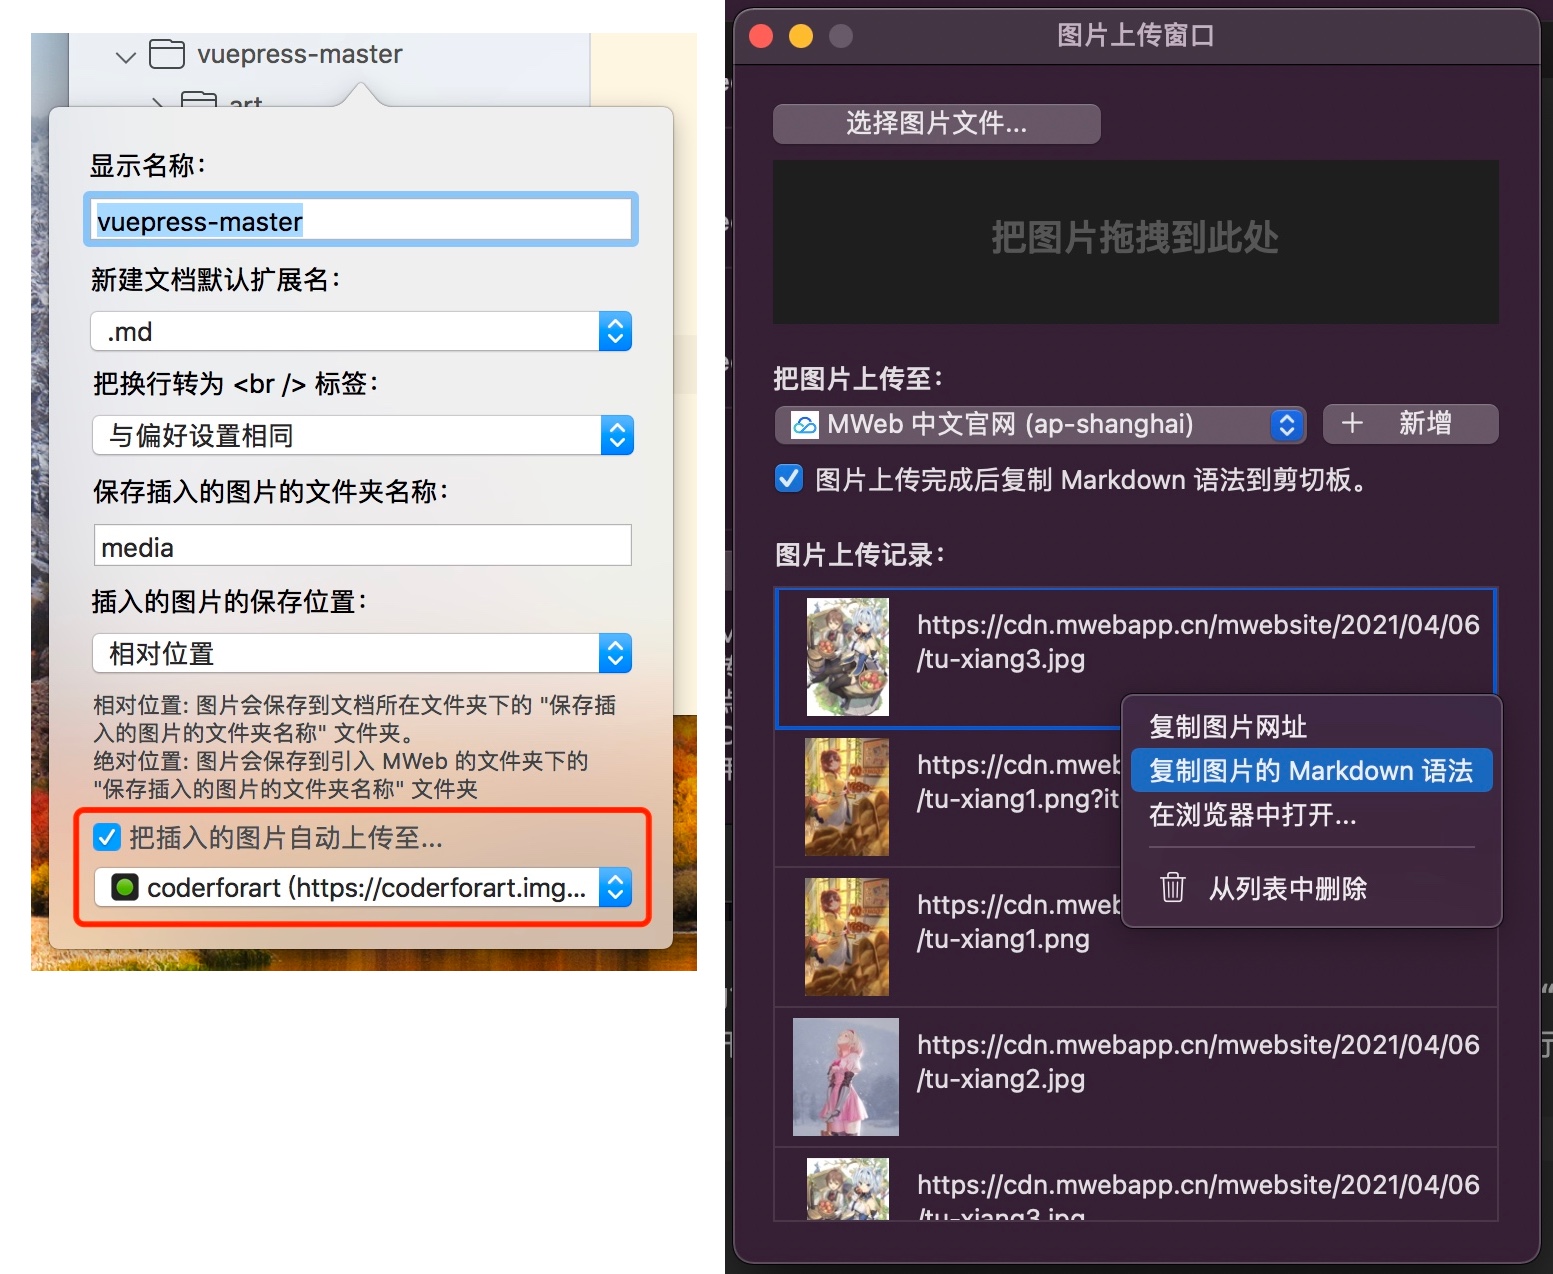 vuepress-master
art
显示名称：
vuepress-master
新建文档默认扩展名：
.md
把换行转为 <br /> 标签：
与偏好设置相同
保存插入的图片的文件夹名称：
media
插入的图片的保存位置：
相对位置
相对位置: 图片会保存到文档所在文件夹下的 "保存插
入的图片的文件夹名称" 文件夹。
绝对位置: 图片会保存到引入 MWeb 的文件夹下的
"保存插入的图片的文件夹名称" 文件夹
把插入的图片自动上传至...
coderforart (https://coderforart.img...
图片上传窗口
选择图片文件...
把图片拖拽到此处
把图片上传至：
MWeb 中文官网 (ap-shanghai)
新增
图片上传完成后复制 Markdown 语法到剪切板。
图片上传记录：
https://cdn.mwebapp.cn/mwebsite/2021/04/06
/tu-xiang3.jpg
复制图片网址
复制图片的 Markdown 语法
在浏览器中打开...
从列表中删除
https://cdn.mweb
/tu-xiang1.png?it
https://cdn.mweb
/tu-xiang1.png
https://cdn.mwebapp.cn/mwebsite/2021/04/06
/tu-xiang2.jpg
https://cdn.mwebapp.cn/mwebsite/2021/04/06
/tu-xiang3.jpg